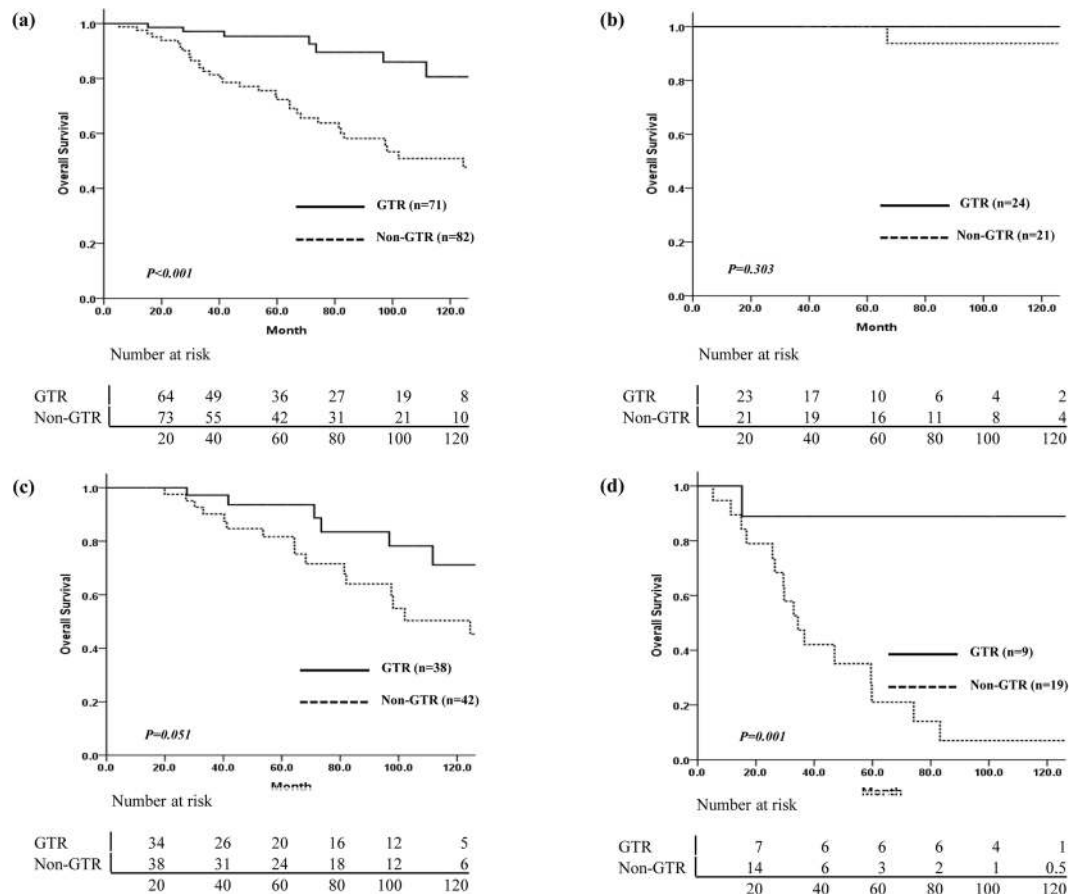 (a)
1.0
0.8
0.6
0.4
0.2
0.0
Overall Survival
GTR (n=71)
Non-GTR (n=82)
P<0.001
0.0 20.0 40.0 60.0 80.0 100.0 120.0
Month
Number at risk
GTR 64 49 36 27 19 8
Non-GTR 73 55 42 31 21 10
20 40 60 80 100 120
(b)
1.0
0.8
0.6
0.4
0.2
0.0
Overall Survival
GTR (n=24)
Non-GTR (n=21)
P=0.303
0.0 20.0 40.0 60.0 80.0 100.0 120.0
Month
Number at risk
GTR 23 17 10 6 4 2
Non-GTR 21 19 16 11 8 4
20 40 60 80 100 120
(c)
1.0
0.8
0.6
0.4
0.2
0.0
Overall Survival
GTR (n=38)
Non-GTR (n=42)
P=0.051
0.0 20.0 40.0 60.0 80.0 100.0 120.0
Month
Number at risk
GTR 34 26 20 16 12 5
Non-GTR 38 31 24 18 12 6
20 40 60 80 100 120
(d)
1.0
0.8
0.6
0.4
0.2
0.0
Overall Survival
GTR (n=9)
Non-GTR (n=19)
P=0.001
0.0 20.0 40.0 60.0 80.0 100.0 120.0
Month
Number at risk
GTR 7 6 6 6 4 1
Non-GTR 14 6 3 2 1 0.5
20 40 60 80 100 120